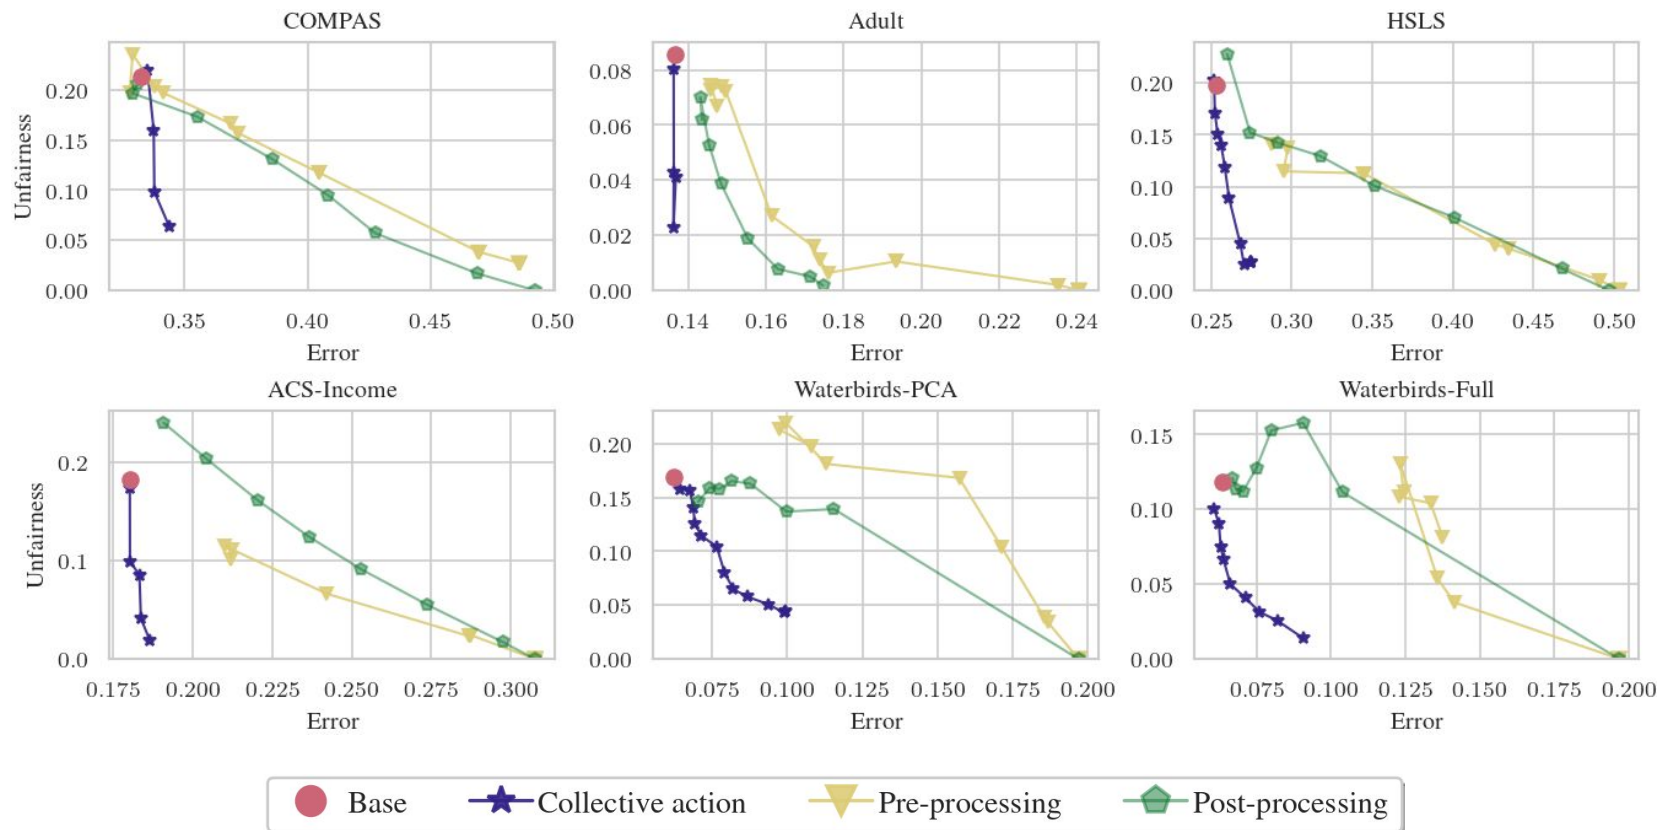 COMPAS
Adult
HSLS
Unfairness
0.20
0.15
0.10
0.05
0.00
0.35 0.40 0.45 0.50
Error
0.08
0.06
0.04
0.02
0.00
0.14 0.16 0.18 0.20 0.22 0.24
Error
0.20
0.15
0.10
0.05
0.00
0.25 0.30 0.35 0.40 0.45 0.50
Error
ACS-Income
Waterbirds-PCA
Waterbirds-Full
Unfairness
0.2
0.1
0.0
0.175 0.200 0.225 0.250 0.275 0.300
Error
0.20
0.15
0.10
0.05
0.00
0.075 0.100 0.125 0.150 0.175 0.200
Error
0.15
0.10
0.05
0.00
0.075 0.100 0.125 0.150 0.175 0.200
Error
Base Collective action Pre-processing Post-processing